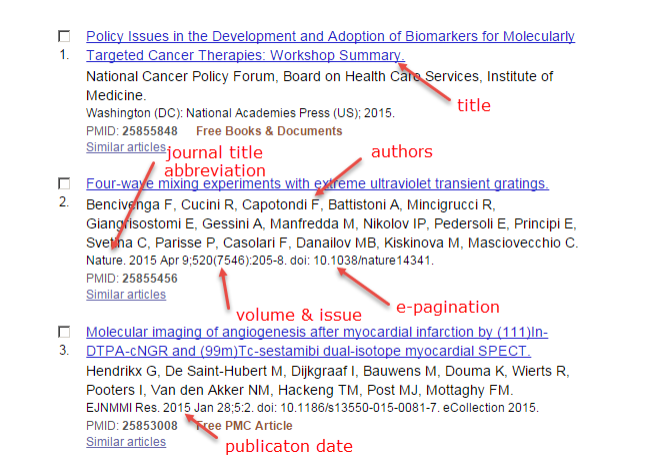 Policy Issues in the Development and Adoption of Biomarkers for Molecularly
1. Targeted Cancer Therapies: Workshop Summary.
National Cancer Policy Forum, Board on Health Care Services, Institute of
Medicine.
title
Washington (DC): National Academies Press (US); 2015.
PMID: 25855848 Free Books & Documents
Similar articles
journal title
abbreviation
authors
Four-wave mixing experiments with extreme ultraviolet transient gratings.
2. Bencivenga F, Cucini R, Capotondi F, Battistoni A, Mincigrucci R,
Giangrisostomi E, Gessini A, Manfredda M, Nikolov IP, Pedersoli E, Principi E,
Svetina C, Parisse P, Casolari F, Danailov MB, Kiskinova M, Masciovecchio C.
Nature. 2015 Apr 9;520(7546):205-8. doi: 10.1038/nature14341.
PMID: 25855456
Similar articles
volume & issue
e-pagination
Molecular imaging of angiogenesis after myocardial infarction by (111)In-
3. DTPA-cNGR and (99m)Tc-sestamibi dual-isotope myocardial SPECT.
Hendrikx G, De Saint-Hubert M, Dijkgraaf I, Bauwens M, Douma K, Wierts R,
Pooters I, Van den Akker NM, Hackeng TM, Post MJ, Mottaghy FM.
EJNMMI Res. 2015 Jan 28;5:2. doi: 10.1186/s13550-015-0081-7. eCollection 2015.
PMID: 25853008 Free PMC Article
Similar articles
publicaton date